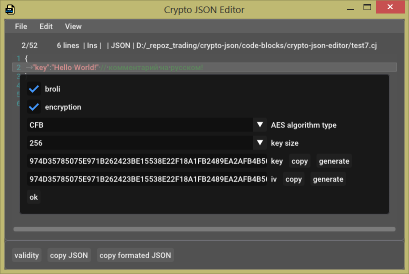 Crypto JSON Editor
File Edit View
2/52 6 lines | Ins | | JSON | D:/_repoz_trading/crypto-json/code-blocks/crypto-json-editor/test7.cj
1 {
2 "key":"Hello World!"
broli
encryption
CFB AES algorithm type
256 key size
974D35785075E971B262423BE15538E22F18A1FB2489EA2AFB4B5 key copy generate
974D35785075E971B262423BE15538E22F18A1FB2489EA2AFB4B5 iv copy generate
ok
validity copy JSON copy formated JSON